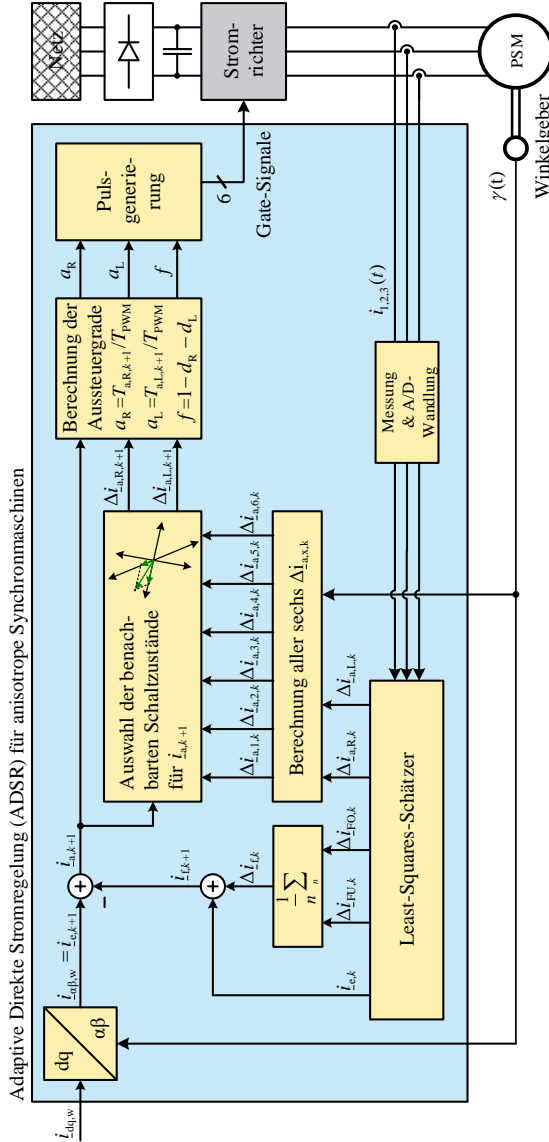 Adaptive Direkte Stromregelung (ADSR) für anisotrope Synchronmaschinen
i_dq,w
dq
αβ
i_αβ,w = i_e,k+1
i_a,k+1
+
−
i_f,k+1
+
Δi_f,k
1/n Σ_n
Δi_FU,k
Δi_FO,k
i_e,k
Least-Squares-Schätzer
Auswahl der benach-
barten Schaltzustände
für i_a,k+1
Δi_a,R,k+1
Δi_a,L,k+1
Δi_a,1,k
Δi_a,2,k
Δi_a,3,k
Δi_a,4,k
Δi_a,5,k
Δi_a,6,k
Berechnung aller sechs Δi_a,x,k
Δi_a,R,k
Δi_a,L,k
Berechnung der
Aussteuergrade
a_R = T_a,R,k+1/T_PWM
a_L = T_a,L,k+1/T_PWM
f = 1 − d_R − d_L
a_R
a_L
f
Puls-
generie-
rung
6
Gate-Signale
Netz
Strom-
richter
Messung
& A/D-
Wandlung
i_1,2,3(t)
PSM
γ(t)
Winkelgeber